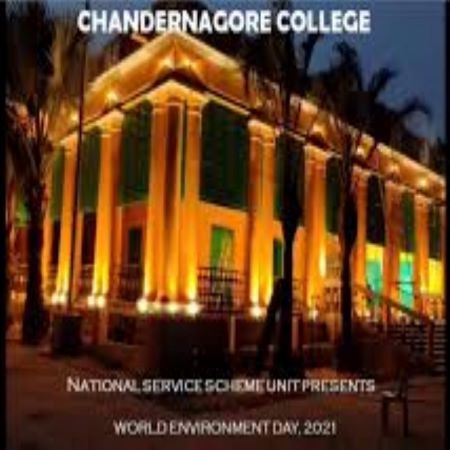 CHANDERNAGORE COLLEGE
NATIONAL SERVICE SCHEME UNIT PRESENTS
WORLD ENVIRONMENT DAY, 2021